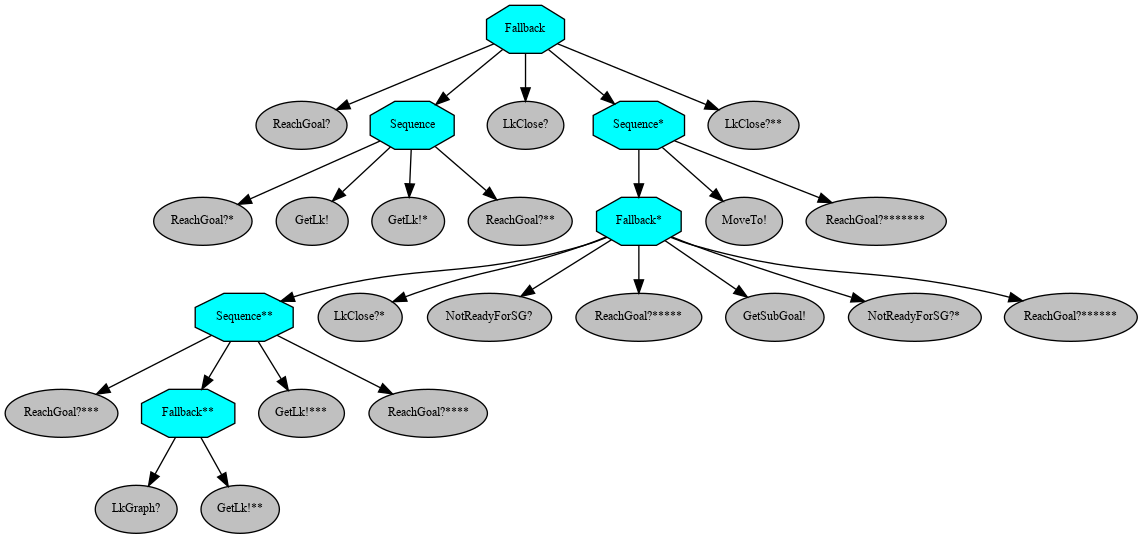 Fallback
ReachGoal?
Sequence
LkClose?
Sequence*
LkClose?**
ReachGoal?*
GetLk!
GetLk!*
ReachGoal?**
Fallback*
MoveTo!
ReachGoal?*******
Sequence**
LkClose?*
NotReadyForSG?
ReachGoal?*****
GetSubGoal!
NotReadyForSG?*
ReachGoal?******
ReachGoal?***
Fallback**
GetLk!***
ReachGoal?****
LkGraph?
GetLk!**